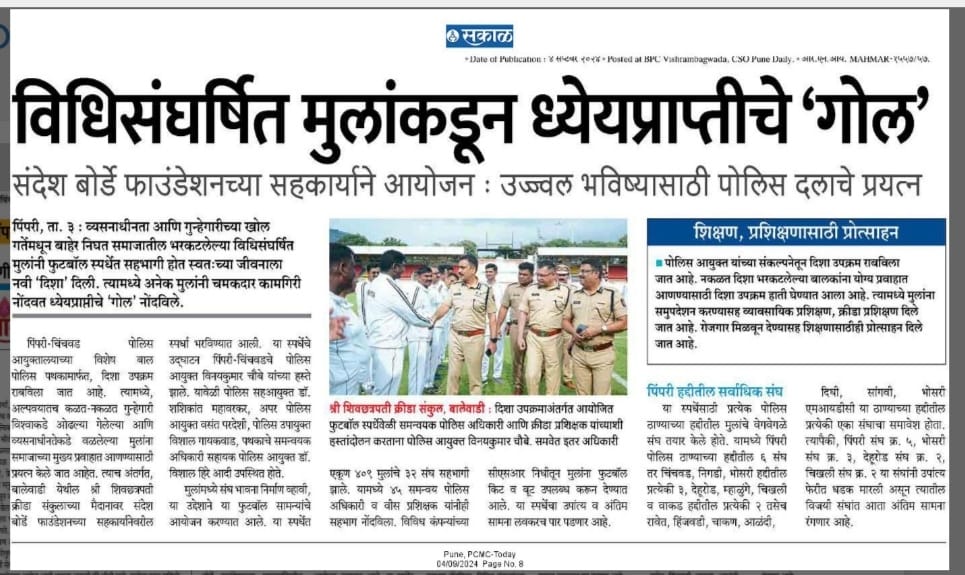 सकाळ
• Date of Publication : ४ सप्टेंबर २०२४ • Posted at BPC Vishrambagwada, CSO Pune Daily. • आर.एन.आय. MAHMAR-१५५७/५७.
विधिसंघर्षित मुलांकडून ध्येयप्राप्तीचे ‘गोल’
संदेश बोर्डे फाउंडेशनच्या सहकार्याने आयोजन : उज्ज्वल भविष्यासाठी पोलिस दलाचे प्रयत्न
पिंपरी, ता. ३ : व्यसनाधीनता आणि गुन्हेगारीच्या खोल
गर्तेमधून बाहेर निघत समाजातील भरकटलेल्या विधिसंघर्षित
मुलांनी फुटबॉल स्पर्धेत सहभागी होत स्वतःच्या जीवनाला
नवी ‘दिशा’ दिली. त्यामध्ये अनेक मुलांनी चमकदार कामगिरी
नोंदवत ध्येयप्राप्तीचे ‘गोल’ नोंदविले.
पिंपरी-चिंचवड पोलिस
आयुक्तालयाच्या विशेष बाल
पोलिस पथकामार्फत, दिशा उपक्रम
राबविला जात आहे. त्यामध्ये,
अल्पवयातच कळत-नकळत गुन्हेगारी
विश्वाकडे ओढल्या गेलेल्या आणि
व्यसनाधीनतेकडे वळलेल्या मुलांना
समाजाच्या मुख्य प्रवाहात आणण्यासाठी
प्रयत्न केले जात आहेत. त्याच अंतर्गत,
बालेवाडी येथील श्री शिवछत्रपती
क्रीडा संकुलाच्या मैदानावर संदेश
बोर्डे फाउंडेशनच्या सहकार्यानेवरील
स्पर्धा भरविण्यात आली. या स्पर्धेचे
उद्घाटन पिंपरी-चिंचवडचे पोलिस
आयुक्त विनयकुमार चौबे यांच्या हस्ते
झाले. यावेळी पोलिस सहआयुक्त डॉ.
शशिकांत महावरकर, अपर पोलिस
आयुक्त वसंत परदेशी, पोलिस उपायुक्त
विशाल गायकवाड, पथकाचे समन्वयक
अधिकारी सहायक पोलिस आयुक्त डॉ.
विशाल हिरे आदी उपस्थित होते.
मुलांमध्ये संघ भावना निर्माण व्हावी,
या उद्देशाने या फुटबॉल सामन्यांचे
आयोजन करण्यात आले. या स्पर्धेत
श्री शिवछत्रपती क्रीडा संकुल, बालेवाडी : दिशा उपक्रमाअंतर्गत आयोजित
फुटबॉल स्पर्धेवेळी समन्वयक पोलिस अधिकारी आणि क्रीडा प्रशिक्षक यांच्याशी
हस्तांदोलन करताना पोलिस आयुक्त विनयकुमार चौबे. समवेत इतर अधिकारी
एकूण ४०९ मुलांचे ३२ संघ सहभागी
झाले. यामध्ये ४५ समन्वय पोलिस
अधिकारी व वीस प्रशिक्षक यांनीही
सहभाग नोंदविला. विविध कंपन्यांच्या
सीएसआर निधीतून मुलांना फुटबॉल
किट व बूट उपलब्ध करून देण्यात
आले. या स्पर्धेचा उपांत्य व अंतिम
सामना लवकरच पार पडणार आहे.
शिक्षण, प्रशिक्षणासाठी प्रोत्साहन
■ पोलिस आयुक्त यांच्या संकल्पनेतून दिशा उपक्रम राबविला
जात आहे. नकळत दिशा भरकटलेल्या बालकांना योग्य प्रवाहात
आणण्यासाठी दिशा उपक्रम हाती घेण्यात आला आहे. त्यामध्ये मुलांना
समुपदेशन करण्यासह व्यावसायिक प्रशिक्षण, क्रीडा प्रशिक्षण दिले
जात आहे. रोजगार मिळवून देण्यासह शिक्षणासाठीही प्रोत्साहन दिले
जात आहे.
पिंपरी हद्दीतील सर्वाधिक संघ
या स्पर्धेसाठी प्रत्येक पोलिस
ठाण्याच्या हद्दीतील मुलांचे वेगवेगळे
संघ तयार केले होते. यामध्ये पिंपरी
पोलिस ठाण्याच्या हद्दीतील ६ संघ
तर चिंचवड, निगडी, भोसरी हद्दीतील
प्रत्येकी ३, देहूरोड, म्हाळुंगे, चिखली
व वाकड हद्दीतील प्रत्येकी २ तसेच
रावेत, हिंजवडी, चाकण, आळंदी,
दिघी, सांगवी, भोसरी
एमआयडीसी या ठाण्याच्या हद्दीतील
प्रत्येकी एका संघाचा समावेश होता.
त्यापैकी, पिंपरी संघ क्र. ५, भोसरी
संघ क्र. ३, देहूरोड संघ क्र. २,
चिखली संघ क्र. २ या संघांनी उपांत्य
फेरीत धडक मारली असून त्यातील
विजयी संघांत आता अंतिम सामना
रंगणार आहे.
Pune, PCMC-Today
04/09/2024 Page No. 8